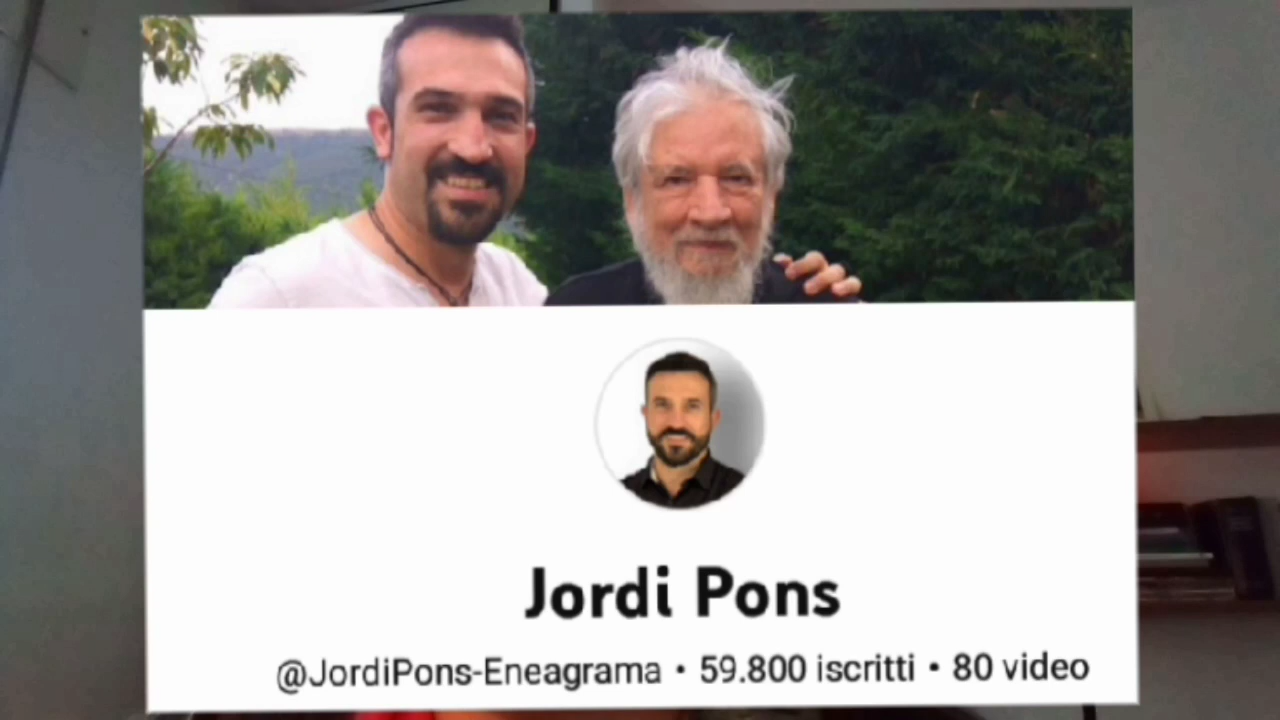 Jordi Pons
@JordiPons-Eneagrama • 59.800 iscritti • 80 video